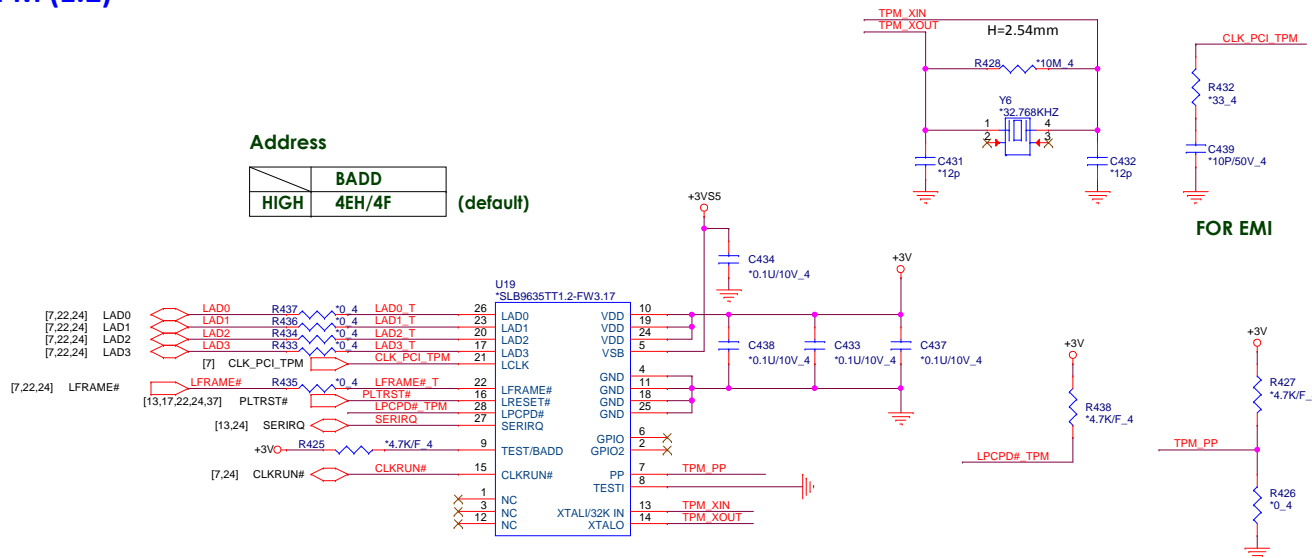 TPM_XIN
TPM_XOUT
H=2.54mm
R428
*10M_4
Y6
*32.768KHZ
1
4
2
3
C431
*12p
C432
*12p
CLK_PCI_TPM
R432
*33_4
C439
*10P/50V_4
FOR EMI
Address
BADD
HIGH 4EH/4F (default)
+3VS5
C434
*0.1U/10V_4
+3V
U19
*SLB9635TT1.2-FW3.17
[7,22,24] LAD0 LAD0 R437 *0_4 LAD0_T 26 LAD0
[7,22,24] LAD1 LAD1 R436 *0_4 LAD1_T 23 LAD1
[7,22,24] LAD2 LAD2 R434 *0_4 LAD2_T 20 LAD2
[7,22,24] LAD3 LAD3 R433 *0_4 LAD3_T 17 LAD3
[7] CLK_PCI_TPM CLK_PCI_TPM 21 LCLK
[7,22,24] LFRAME# LFRAME# R435 *0_4 LFRAME#_T 22 LFRAME#
[13,17,22,24,37] PLTRST# PLTRST# 16 LRESET#
LPCPD#_TPM 28 LPCPD#
[13,24] SERIRQ SERIRQ 27 SERIRQ
+3V R425 *4.7K/F_4 9 TEST/BADD
[7,24] CLKRUN# CLKRUN# 15 CLKRUN#
1 NC
3 NC
12 NC
VDD 10
VDD 19
VDD 24
VSB 5
GND 4
GND 11
GND 18
GND 25
GPIO 6
GPIO2 2
PP 7 TPM_PP
TESTI 8
XTALI/32K IN 13 TPM_XIN
XTALO 14 TPM_XOUT
C438
*0.1U/10V_4
C433
*0.1U/10V_4
C437
*0.1U/10V_4
+3V
R438
*4.7K/F_4
LPCPD#_TPM
+3V
R427
*4.7K/F_
TPM_PP
R426
*0_4